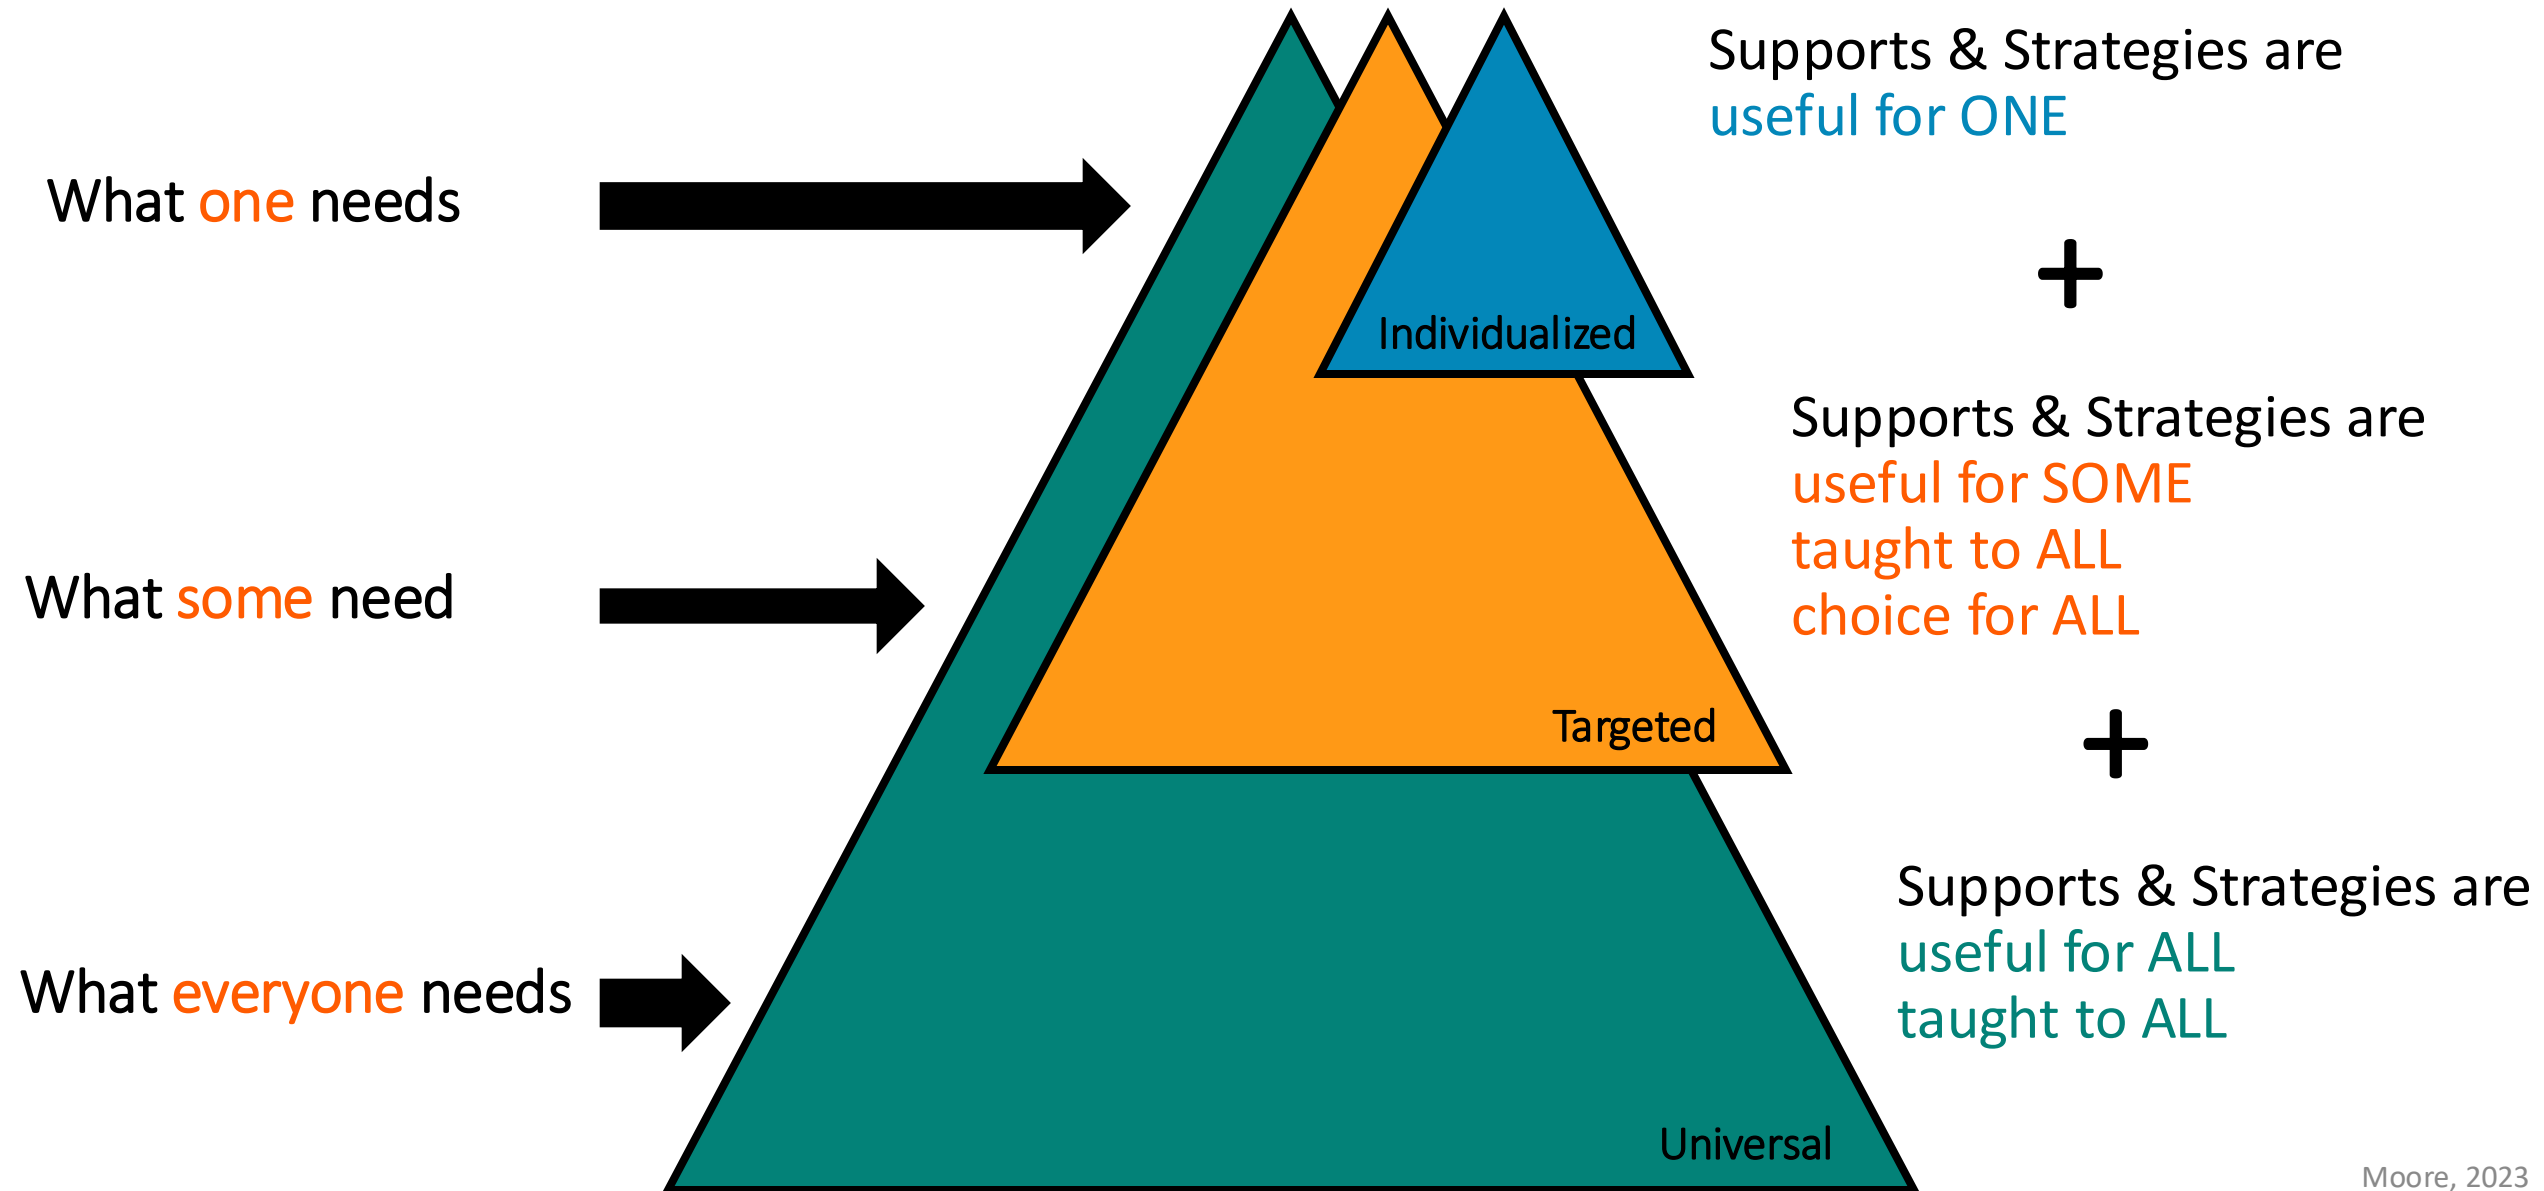 Supports & Strategies are
useful for ONE
What one needs
+
Individualized
Supports & Strategies are
useful for SOME
taught to ALL
choice for ALL
What some need
Targeted
+
Supports & Strategies are
useful for ALL
taught to ALL
What everyone needs
Universal
Moore, 2023